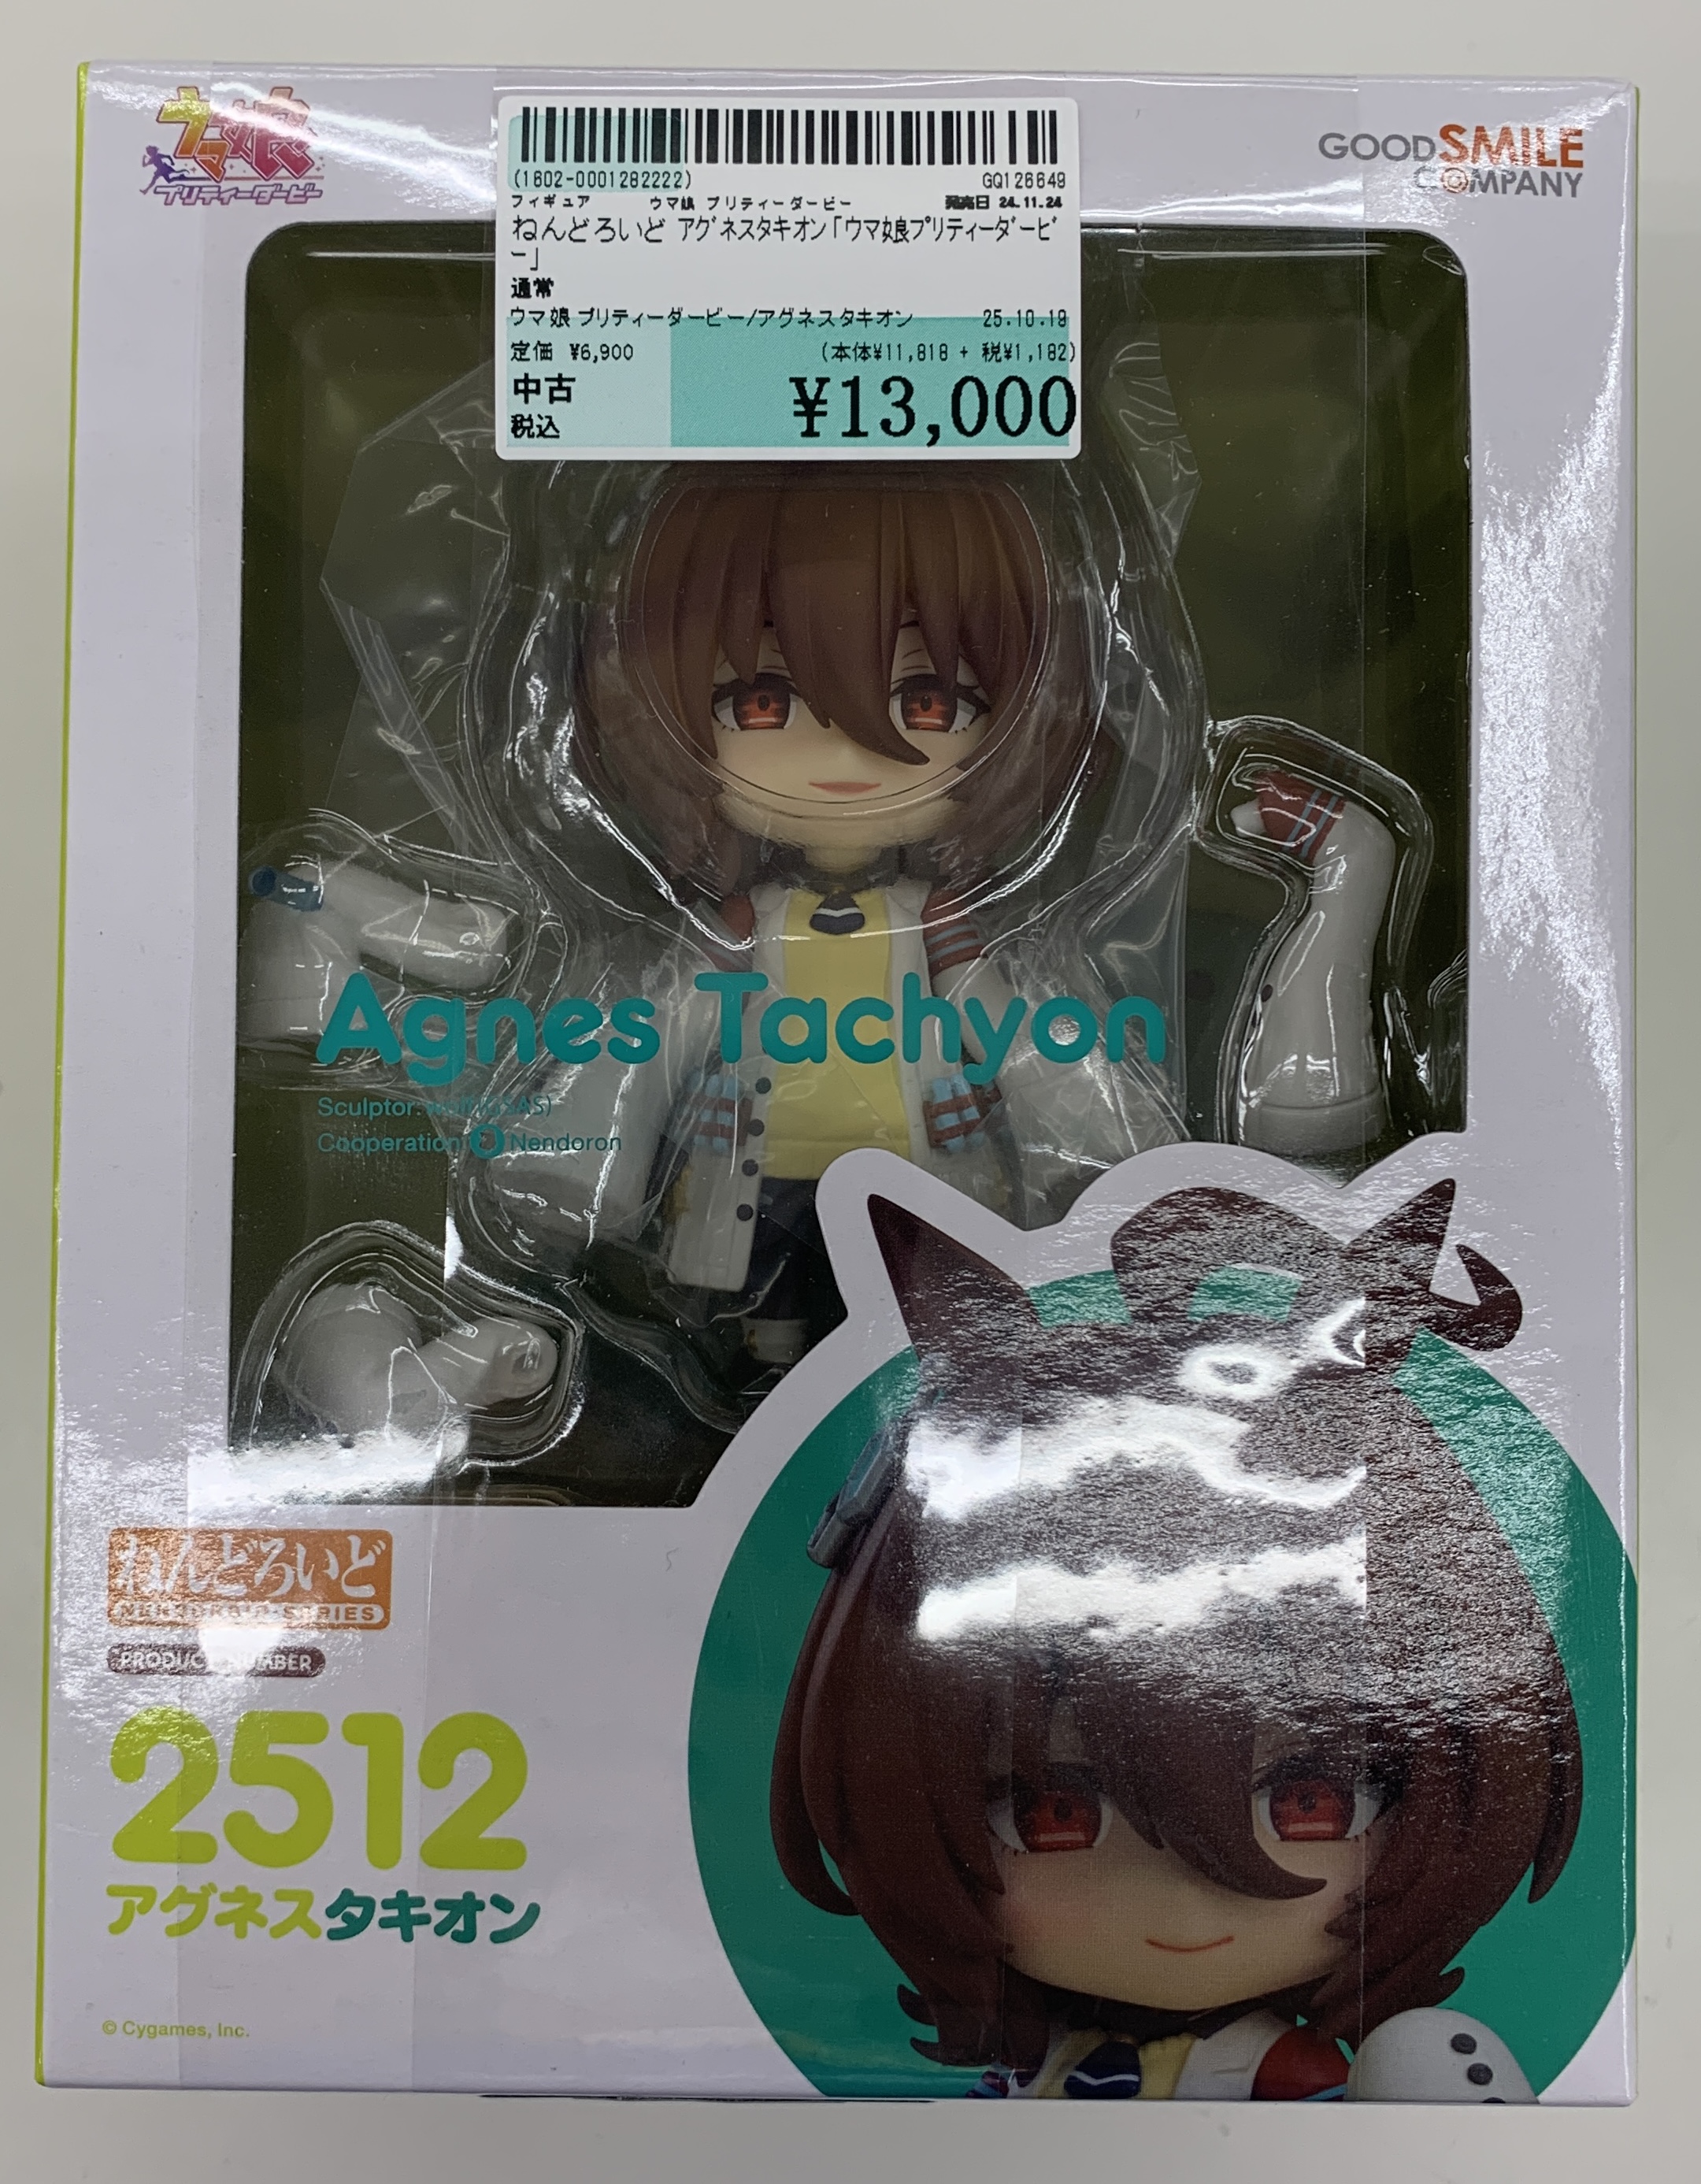 ウマ娘
プリティーダービー
GOOD SMILE
COMPANY
(1602-0001282222) GQ126649
フィギュア ウマ娘 プリティーダービー 発売日 24.11.24
ねんどろいど アグネスタキオン「ウマ娘プリティーダービ
ー」
通常
ウマ娘 プリティーダービー/アグネスタキオン 25.10.18
定価 ¥6,900 (本体¥11,818 + 税¥1,182)
中古
税込 ¥13,000
Agnes Tachyon
Sculptor:
Cooperation Nendoron
ねんどろいど
NENDOROID SERIES
PRODUCT NUMBER
2512
アグネスタキオン
© Cygames, Inc.